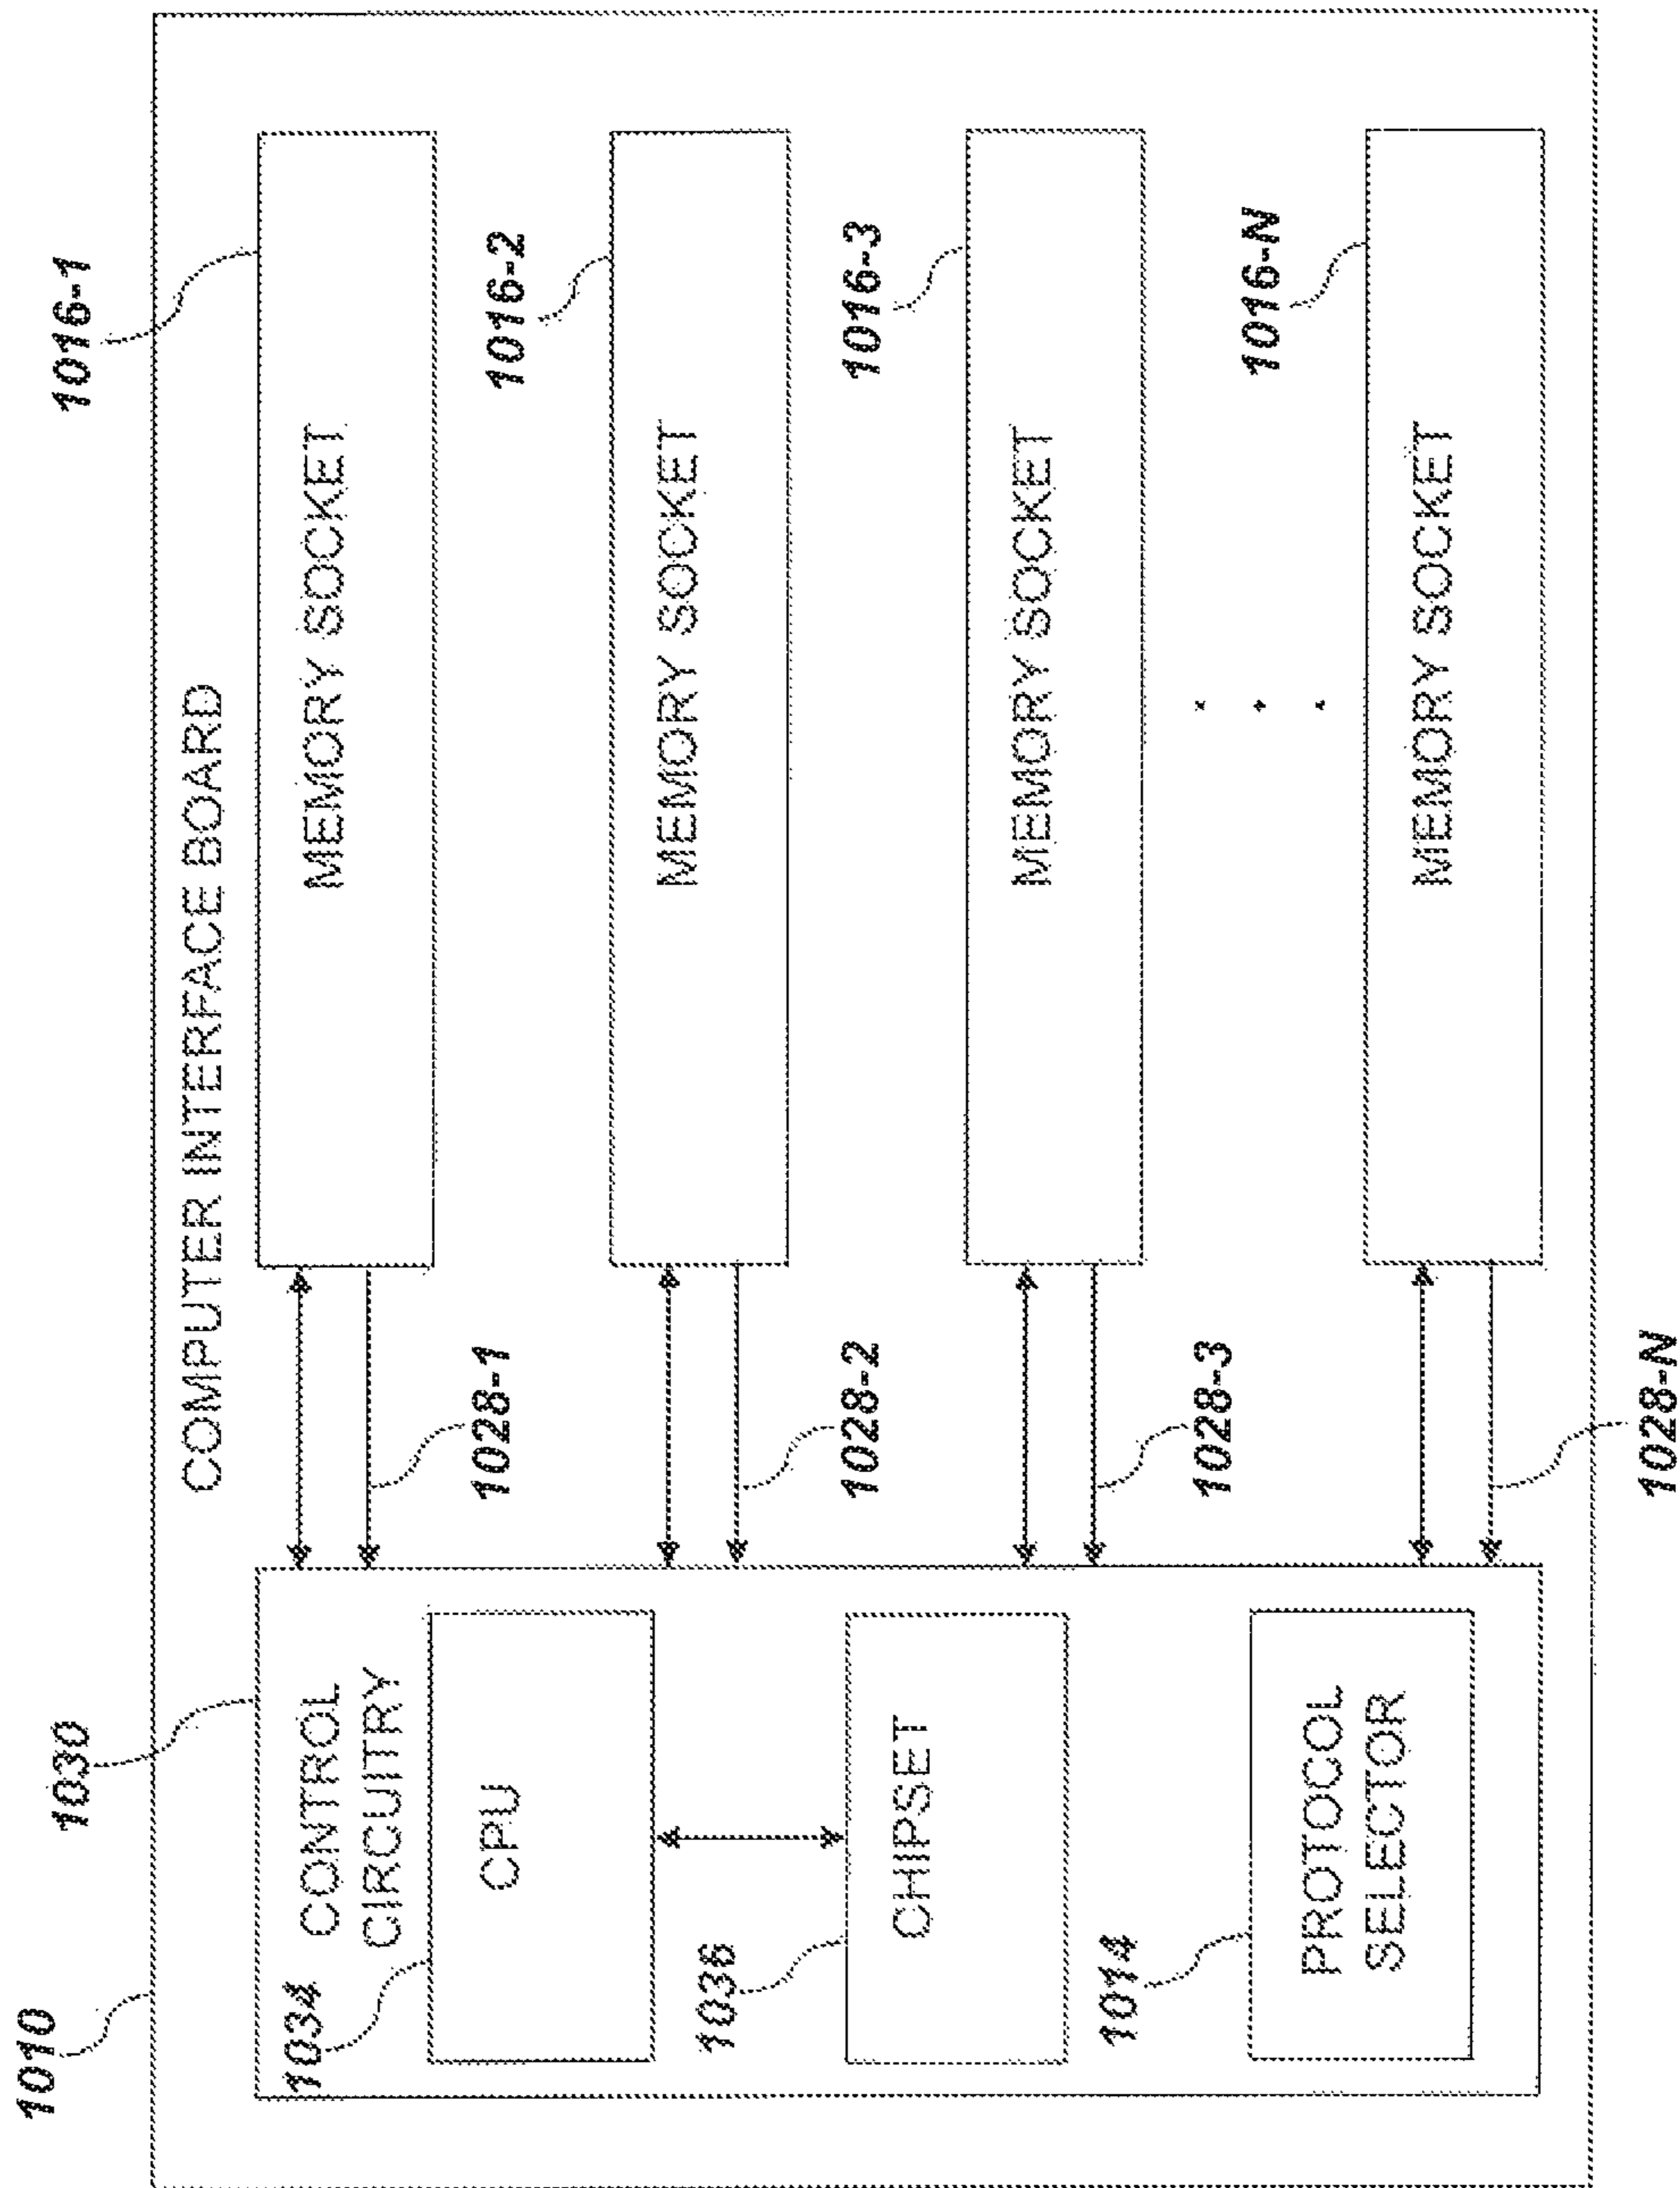 1010
COMPUTER INTERFACE BOARD
1030
CONTROL
CIRCUITRY
1034
CPU
1036
CHIPSET
1014
PROTOCOL
SELECTOR
1028-1
1028-2
1028-3
1028-N
1016-1
MEMORY SOCKET
1016-2
MEMORY SOCKET
1016-3
MEMORY SOCKET
1016-N
MEMORY SOCKET